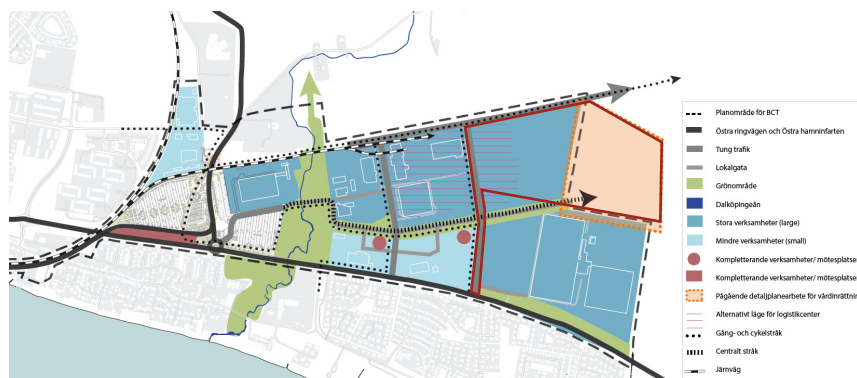 Planområde för BCT
Östra ringvägen och Östra hamninfarten
Tung trafik
Lokalgata
Grönområde
Dalköpingeån
Stora verksamheter (large)
Mindre verksamheter (small)
Kompletterande verksamheter/ mötesplatser
Kompletterande verksamheter/ mötesplatser
Pågående detaljplanearbete för vårdinrättning
Alternativt läge för logistikcenter
Gång- och cykelstråk
Centralt stråk
Järnväg